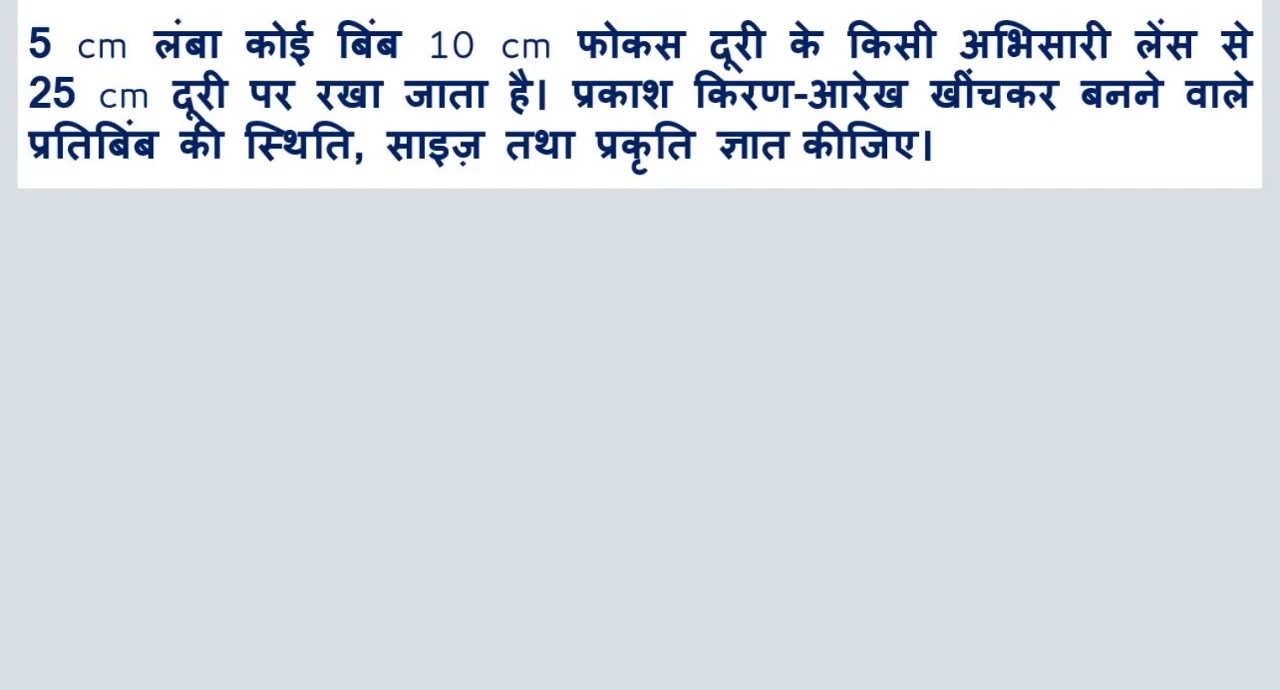 5 cm लंबा कोई बिंब 10 cm फोकस दूरी के किसी अभिसारी लेंस से
25 cm दूरी पर रखा जाता है। प्रकाश किरण-आरेख खींचकर बनने वाले
प्रतिबिंब की स्थिति, साइज़ तथा प्रकृति ज्ञात कीजिए।